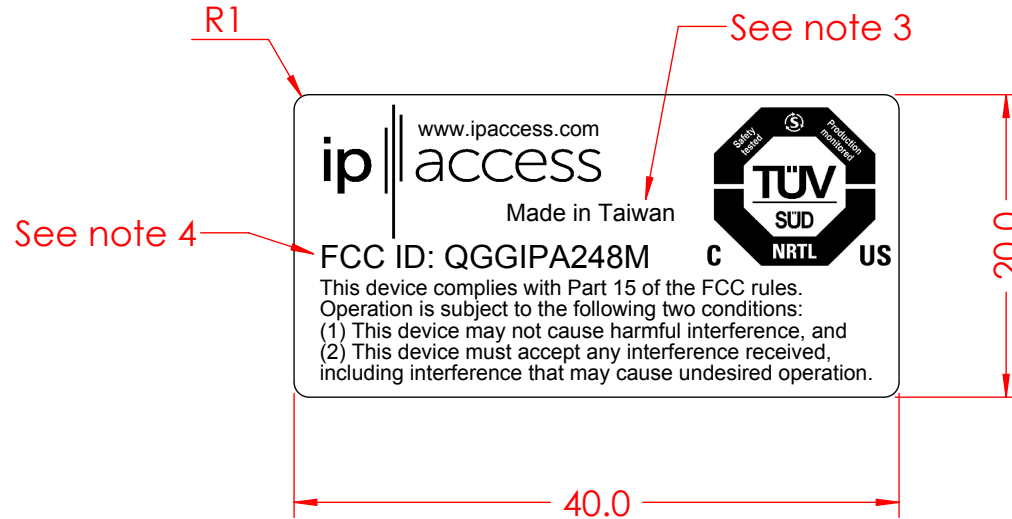 R1
See note 3
www.ipaccess.com
ip access
Safety tested
S
Production monitored
TÜV
SÜD
NRTL
C US
Made in Taiwan
See note 4
FCC ID: QGGIPA248M
This device complies with Part 15 of the FCC rules.
Operation is subject to the following two conditions:
(1) This device may not cause harmful interference, and
(2) This device must accept any interference received,
including interference that may cause undesired operation.
20.0
40.0